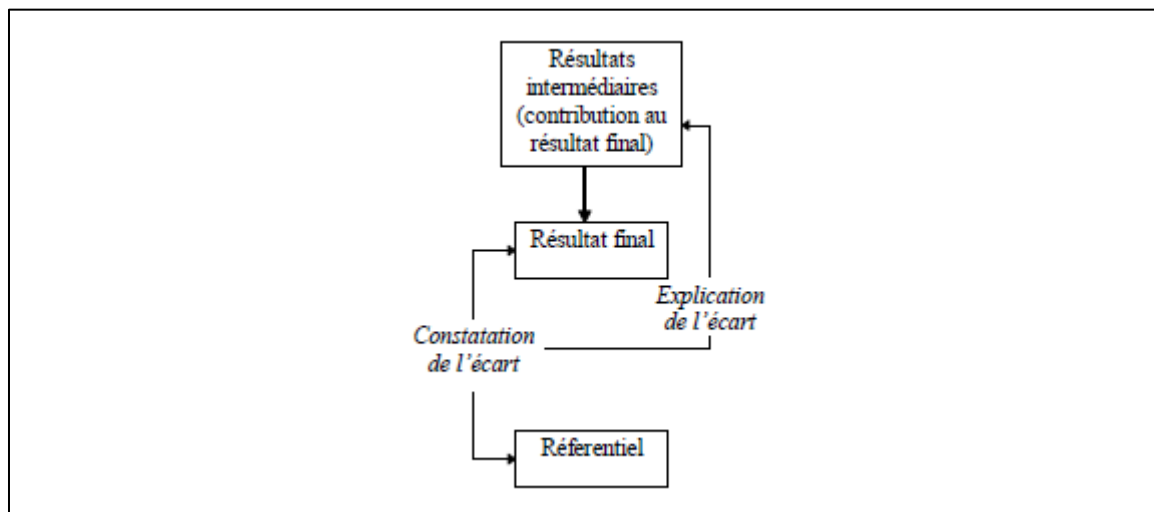 Résultats
intermédiaires
(contribution au
résultat final)
Résultat final
Explication
de l'écart
Constatation
de l'écart
Réferentiel